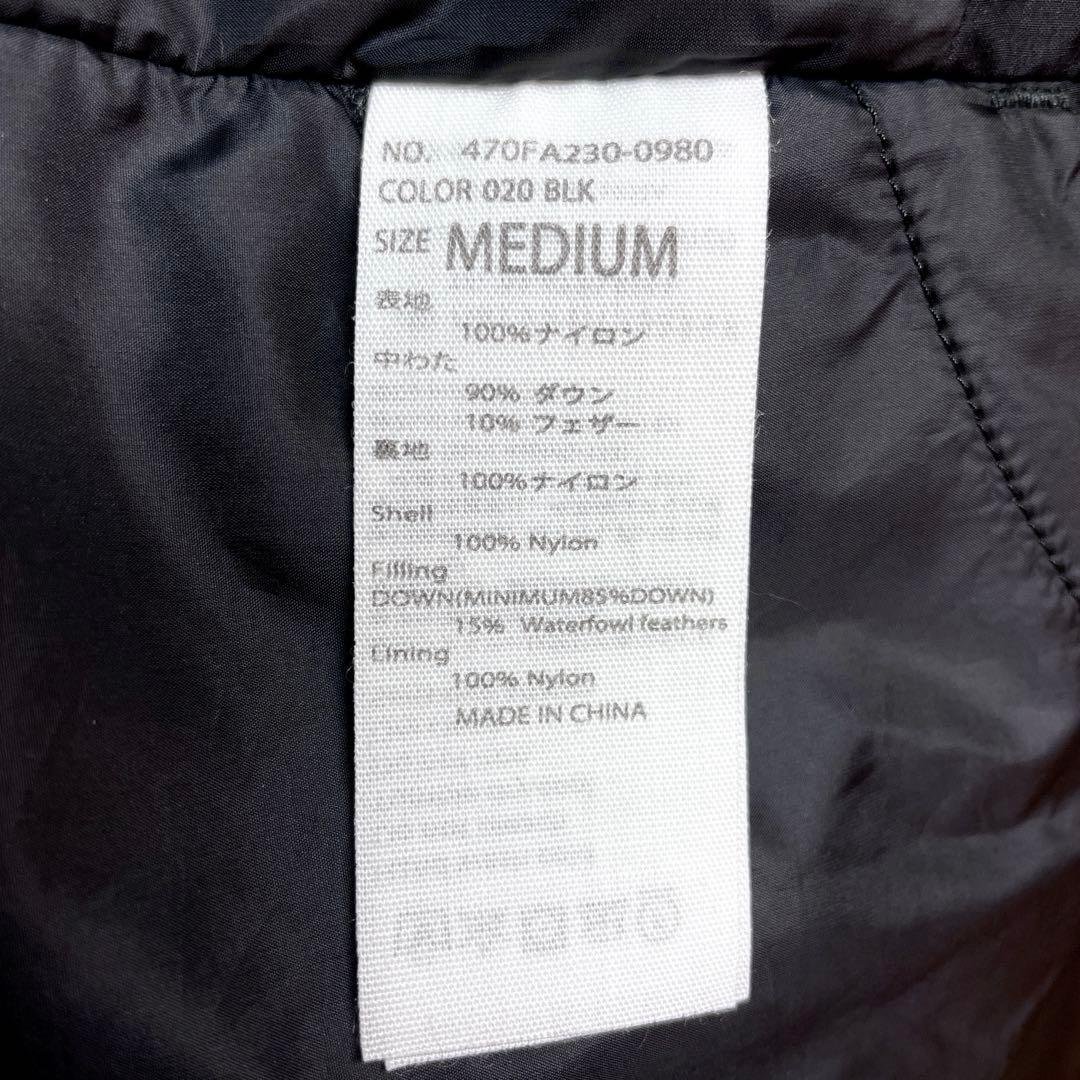 NO. 470FA230-0980
COLOR 020 BLK
SIZE MEDIUM
表地
100%ナイロン
中わた
90% ダウン
10% フェザー
裏地
100%ナイロン
Shell
100% Nylon
Filling
DOWN(MINIMUM85%DOWN)
15% Waterfowl feathers
Lining
100% Nylon
MADE IN CHINA